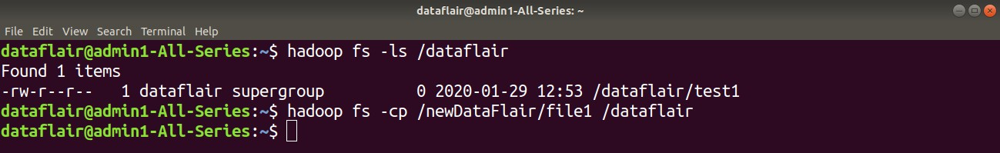 dataflair@admin1-All-Series: ~
File Edit View Search Terminal Help
dataflair@admin1-All-Series:~$ hadoop fs -ls /dataflair
Found 1 items
-rw-r--r--   1 dataflair supergroup          0 2020-01-29 12:53 /dataflair/test1
dataflair@admin1-All-Series:~$ hadoop fs -cp /newDataFlair/file1 /dataflair
dataflair@admin1-All-Series:~$